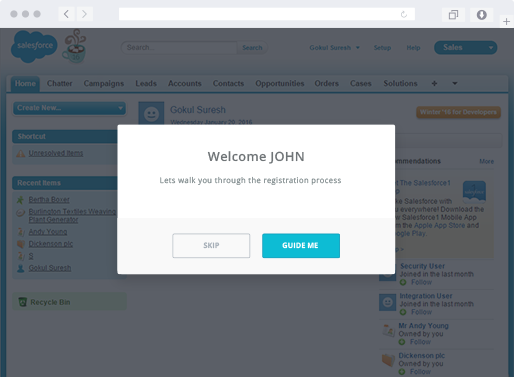 salesforce
Search...
Search
Gokul Suresh
Setup
Help
Sales
Home
Chatter
Campaigns
Leads
Accounts
Contacts
Opportunities
Orders
Cases
Solutions
+
Create New...
Gokul Suresh
Wednesday January 20, 2016
Winter '16 for Developers
Shortcut
Unresolved Items
Recent Items
Bertha Boxer
Burlington Textiles Weaving
Plant Generator
Andy Young
Dickenson plc
S
Gokul Suresh
Recycle Bin
Welcome JOHN
Lets walk you through the registration process
SKIP
GUIDE ME
mmendations
More
t The Salesforce1
e Salesforce with
u everywhere! Download the
w Salesforce1 Mobile App
m the Apple App Store and
ogle Play.
Security User
Joined in the last month
Follow
Integration User
Joined in the last month
Follow
Mr Andy Young
Owned by you
Follow
Dickenson plc
Owned by you
Follow